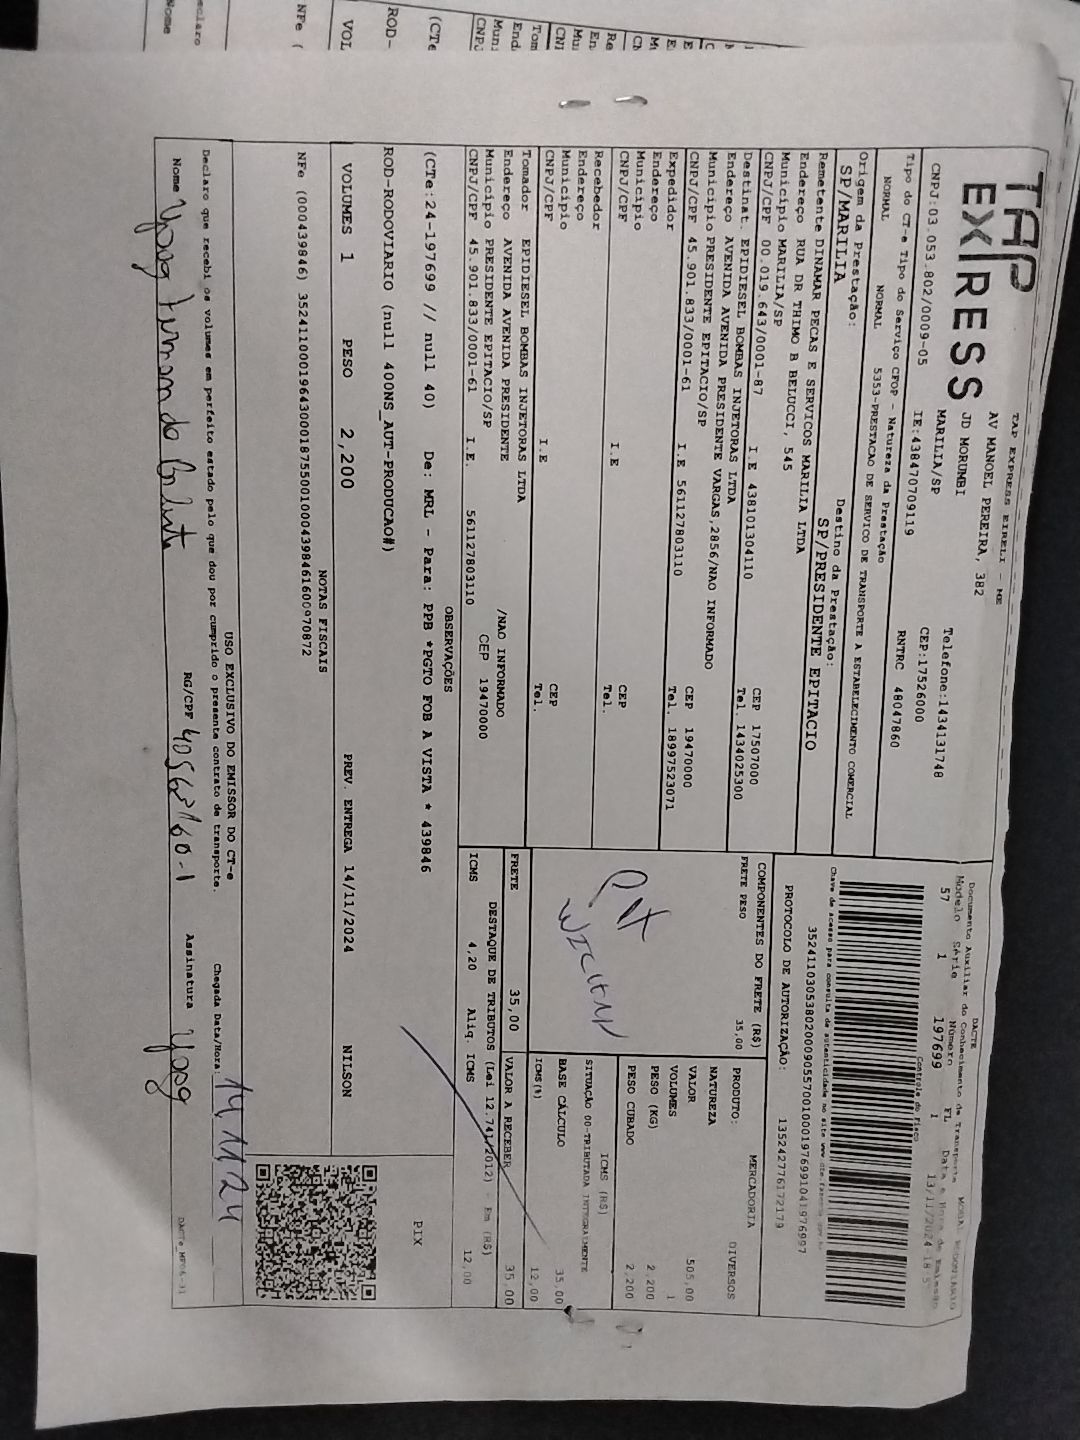 TAP EXPRESS
TAP EXPRESS EIRELI - ME
AV MANOEL PEREIRA, 382
JD MORUMBI
MARILIA/SP
Telefone:1434131748
CEP:17526000
CNPJ:03.053.802/0009-05
IE:438470709119
RNTRC 48047860
DACTE
Documento Auxiliar do Conhecimento de Transporte
MODAL RODOVIARIO
Modelo Série Número FL Data e Hora de Emissão
57 1 197699 1 13/11/2024 18:5
Controle do Fisco
Tipo do CT-e Tipo do Serviço CFOP - Natureza da Prestação
NORMAL NORMAL 5353-PRESTACAO DE SERVICO DE TRANSPORTE A ESTABELECIMENTO COMERCIAL
Chave de acesso para consulta de autenticidade no site www.cte.fazenda.gov.br
PROTOCOLO DE AUTORIZAÇÃO: 135242776172179
Origem da Prestação:
SP/MARILIA
Destino da Prestação:
SP/PRESIDENTE EPITACIO
Remetente DINAMAR PECAS E SERVICOS MARILIA LTDA
Endereço RUA DR THIMO B BELUCCI, 545
Município MARILIA/SP CEP 17507000
CNPJ/CPF 00.019.643/0001-87 I.E 438101304110 Tel. 1434025300
Destinat. EPIDIESEL BOMBAS INJETORAS LTDA
Endereço AVENIDA AVENIDA PRESIDENTE VARGAS,2856/NAO INFORMADO
Município PRESIDENTE EPITACIO/SP CEP 19470000
CNPJ/CPF 45.901.833/0001-61 I.E 561127803110 Tel. 18997523071
Expedidor
Endereço
Município CEP
CNPJ/CPF I.E Tel.
Recebedor
Endereço
Município CEP
CNPJ/CPF I.E Tel.
Tomador EPIDIESEL BOMBAS INJETORAS LTDA
Endereço AVENIDA AVENIDA PRESIDENTE /NAO INFORMADO
Município PRESIDENTE EPITACIO/SP CEP 19470000
CNPJ/CPF 45.901.833/0001-61 I.E. 561127803110
COMPONENTES DO FRETE (R$)
FRETE PESO 35,00
PRODUTO: MERCADORIA
NATUREZA DIVERSOS
VALOR 505,00
VOLUMES 1
PESO (KG) 2,200
PESO CUBADO 2,200
ICMS (R$)
SITUAÇÃO 00-TRIBUTADA INTEGRALMENTE
BASE CÁLCULO 35.00
ICMS(%) 12,00
FRETE 35,00
VALOR A RECEBER 35,00
DESTAQUE DE TRIBUTOS (Lei 12.741/2012) - Em (R$)
ICMS 4,20 Aliq. ICMS 12,00
OBSERVAÇÕES
(CTe:24-197699 // null 40) De: MRL - Para: PPB *PGTO FOB A VISTA * 439846
ROD-RODOVIARIO (null 400NS_AUT-PRODUCAO#)
PIX
VOLUMES 1 PESO 2,200 PREV. ENTREGA 14/11/2024 NILSON
NOTAS FISCAIS
NFe (000439846) 35241100019643000187550010004398461600970872
USO EXCLUSIVO DO EMISSOR DO CT-e
Declaro que recebi os volumes em perfeito estado pelo que dou por cumprido o presente contrato de transporte.
Chegada Data/Hora: 14/11/24
Nome RG/CPF 40563160-1 Assinatura